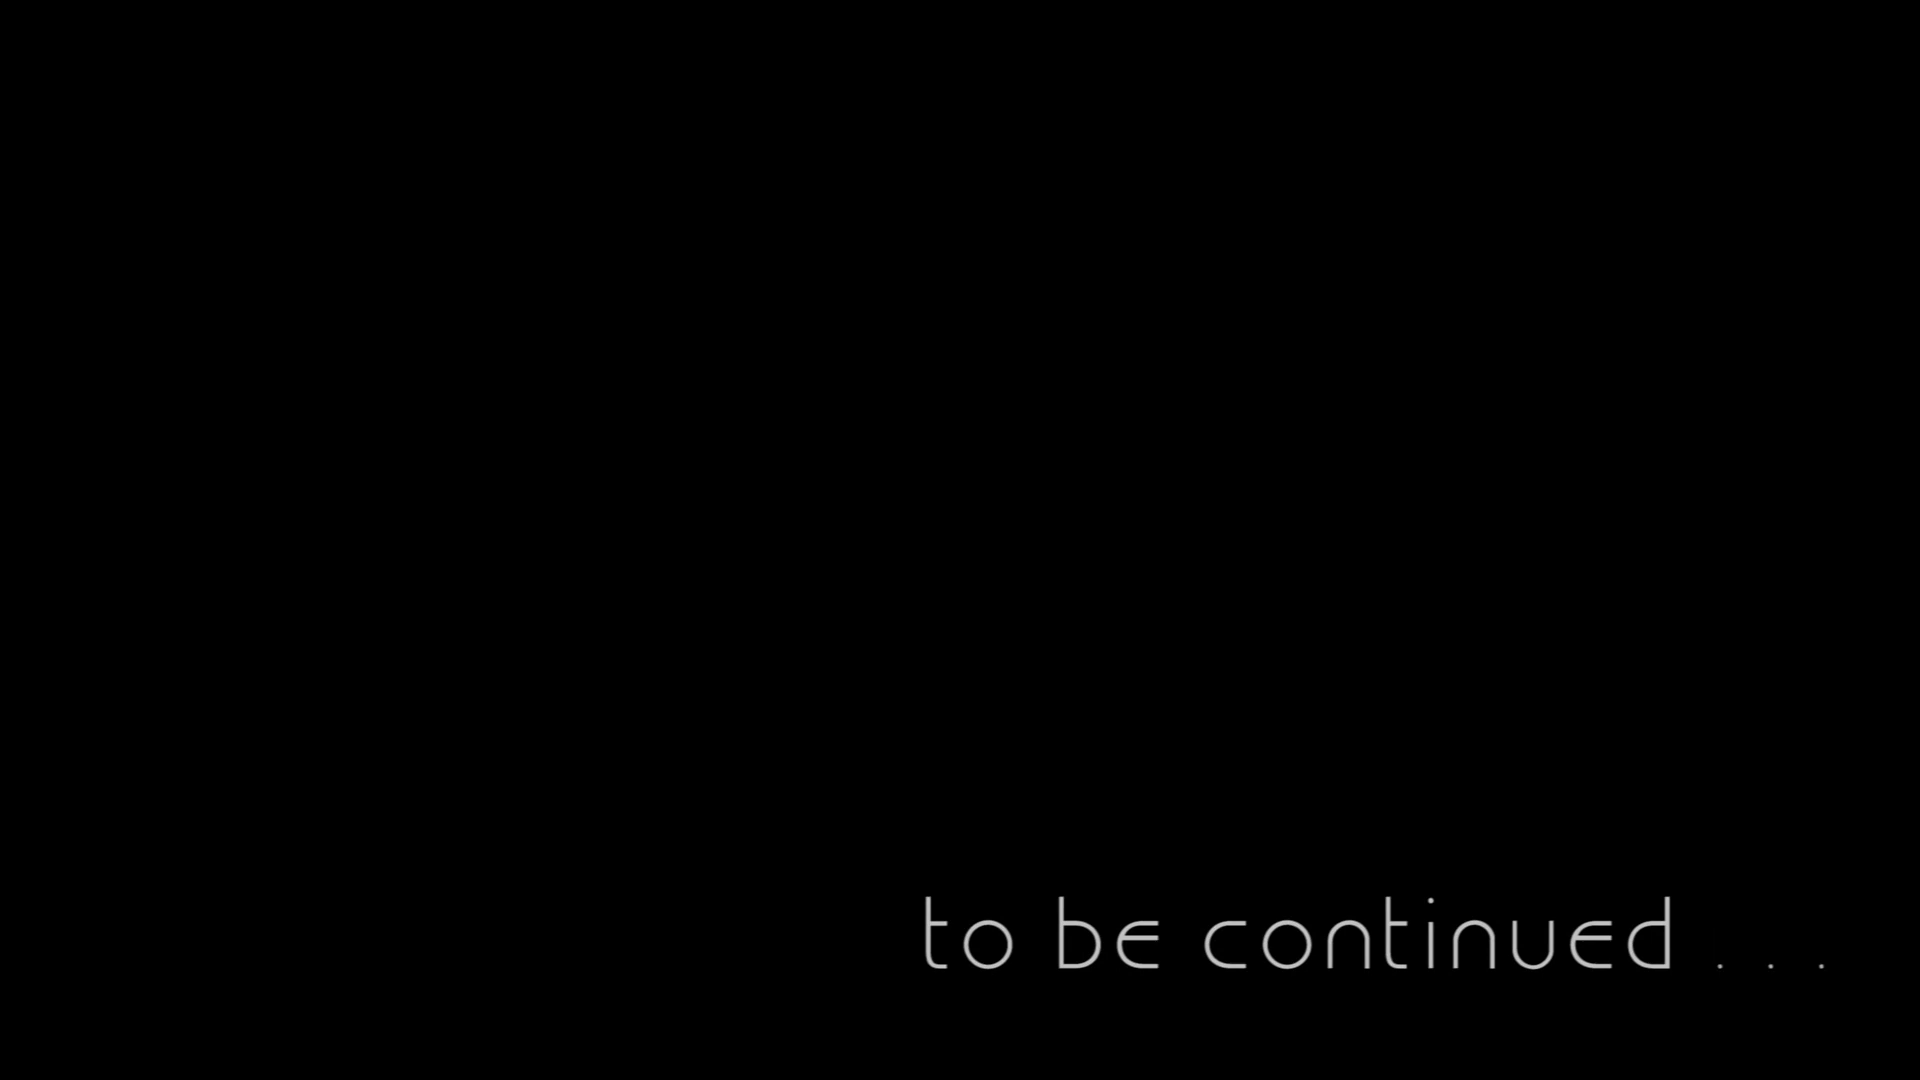 to be continued . . .